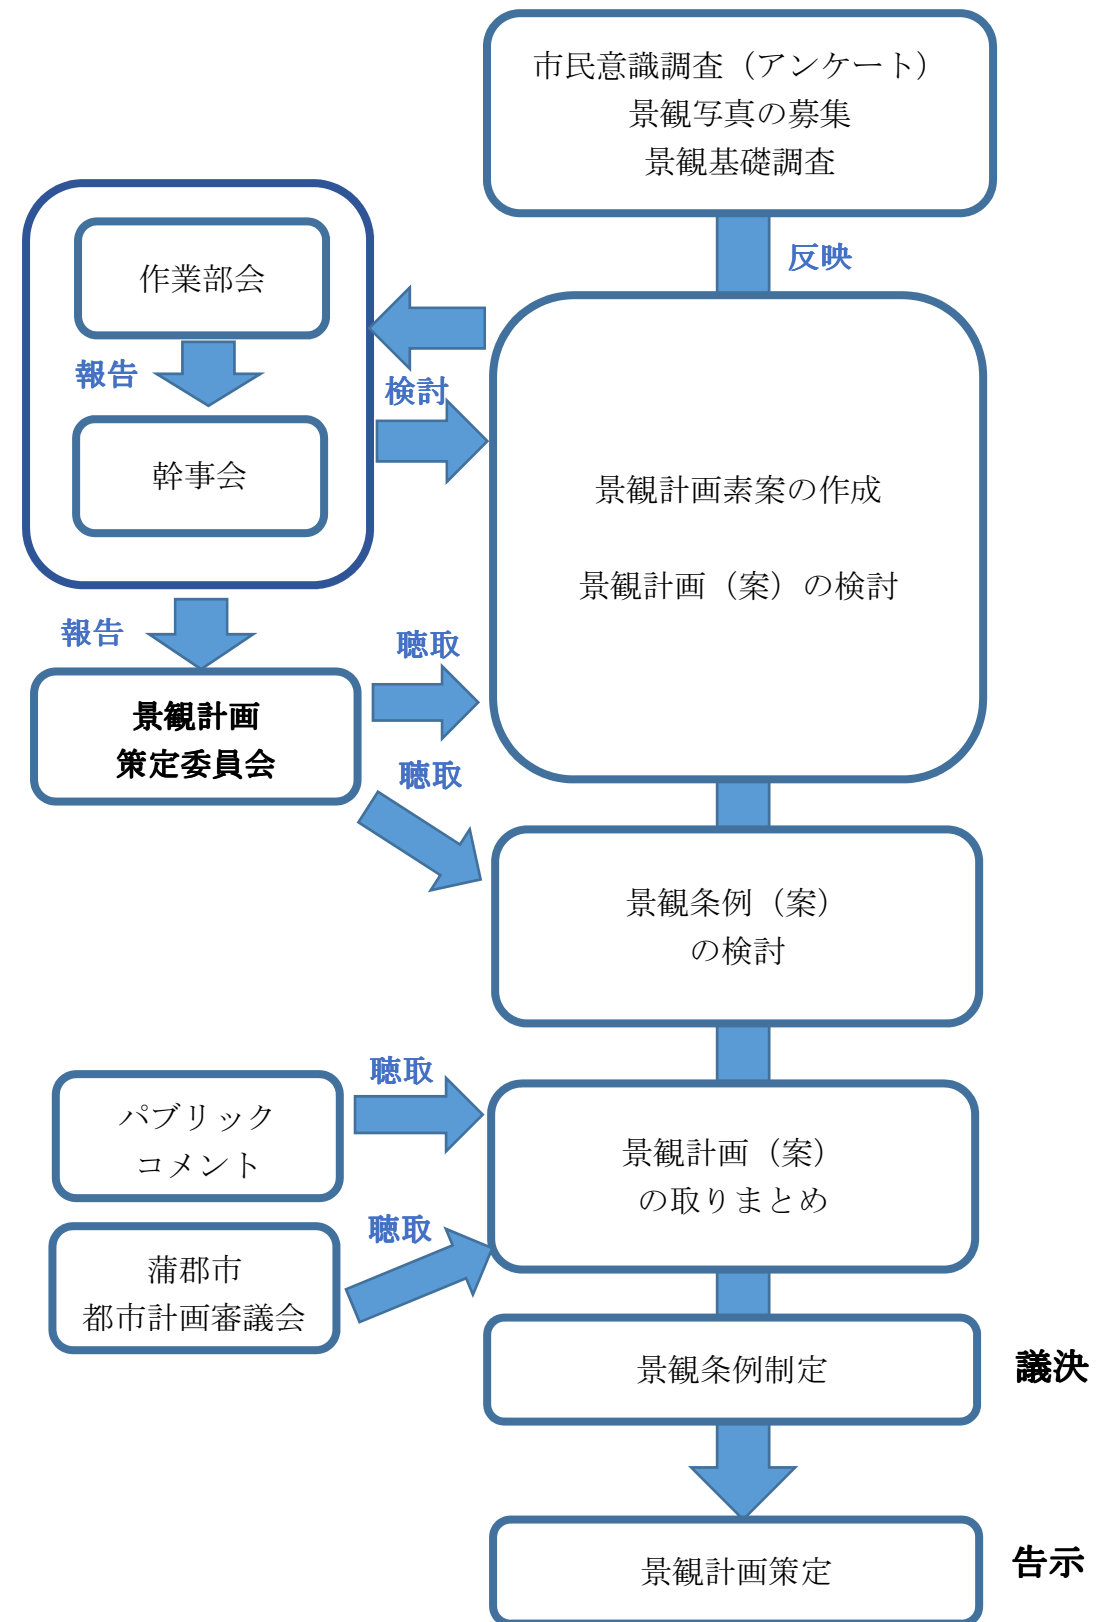 市民意識調査（アンケート）
景観写真の募集
景観基礎調査
反映
作業部会
報告
幹事会
検討
景観計画素案の作成
景観計画（案）の検討
報告
景観計画
策定委員会
聴取
聴取
景観条例（案）
の検討
パブリック
コメント
聴取
景観計画（案）
の取りまとめ
蒲郡市
都市計画審議会
聴取
景観条例制定
議決
景観計画策定
告示